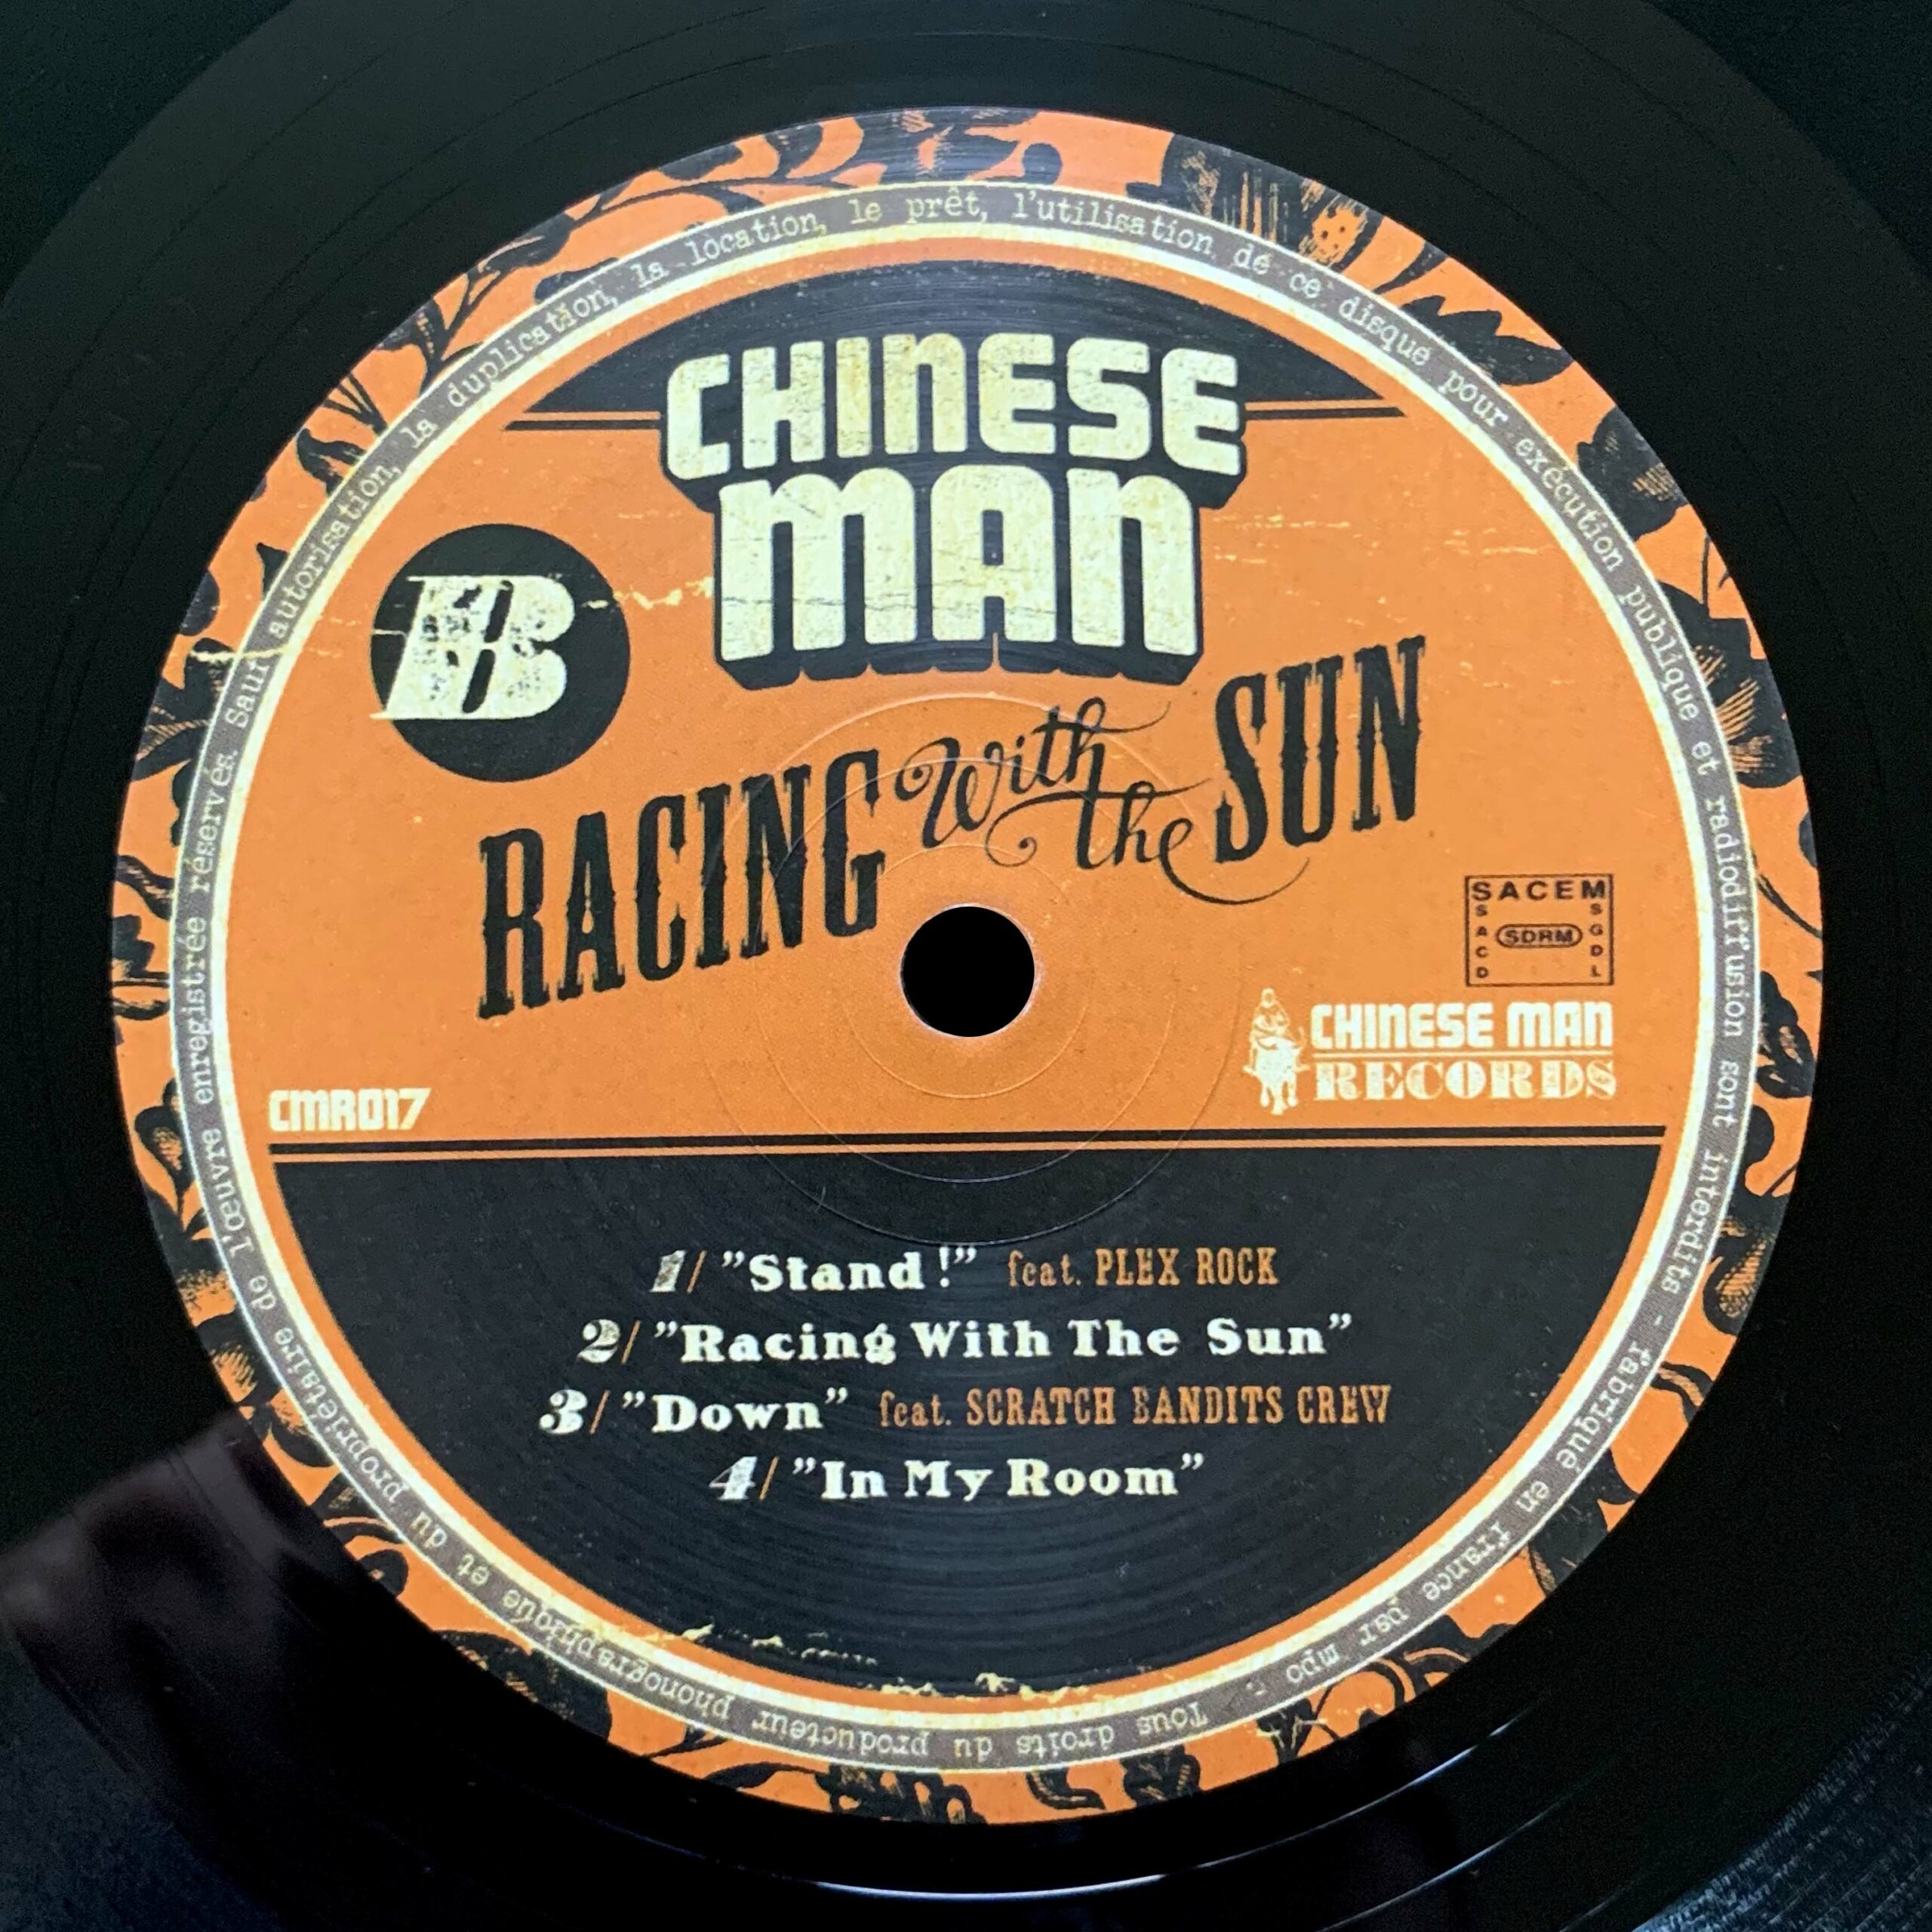 CHINESE
MAN
B
RACING With the SUN
SACEM
SACD
SDRM
SGDL
CHINESE MAN
RECORDS
CMR017
1/ "Stand !" feat. PLEX ROCK
2/ "Racing With The Sun"
3/ "Down" feat. SCRATCH BANDITS CREW
4/ "In My Room"
Tous droits du producteur phonographique et du propriétaire de l'œuvre enregistrée réservés. Sauf autorisation, la duplication, la location, le prêt, l'utilisation de ce disque pour exécution publique et radiodiffusion sont interdits - fabriqué en france par mpo